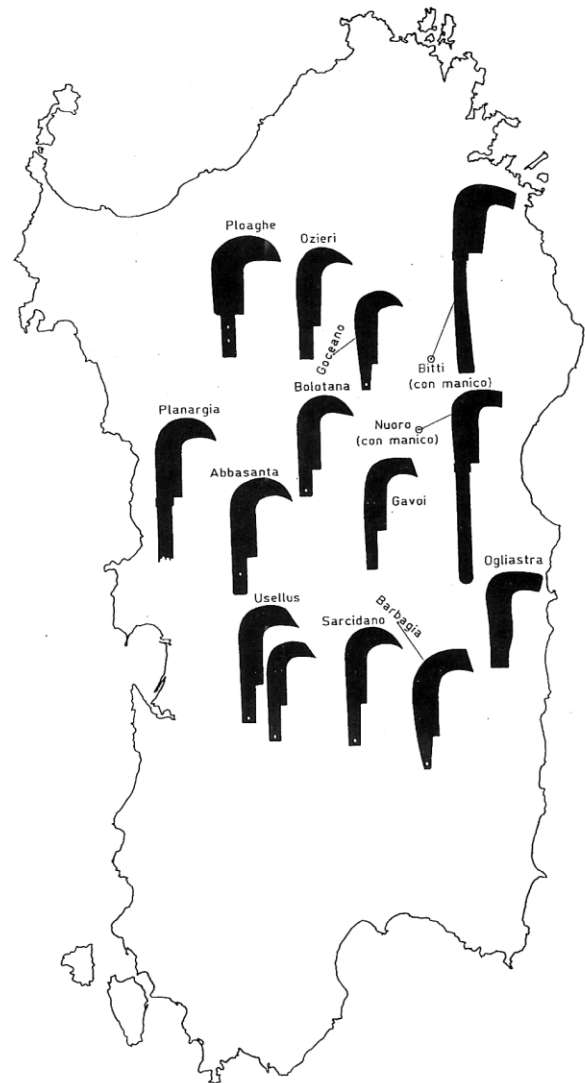 Ploaghe
Ozieri
Goceano
Bitti
(con manico)
Bolotana
Planargia
Nuoro
(con manico)
Abbasanta
Gavoi
Ogliastra
Usellus
Sarcidano
Barbagia